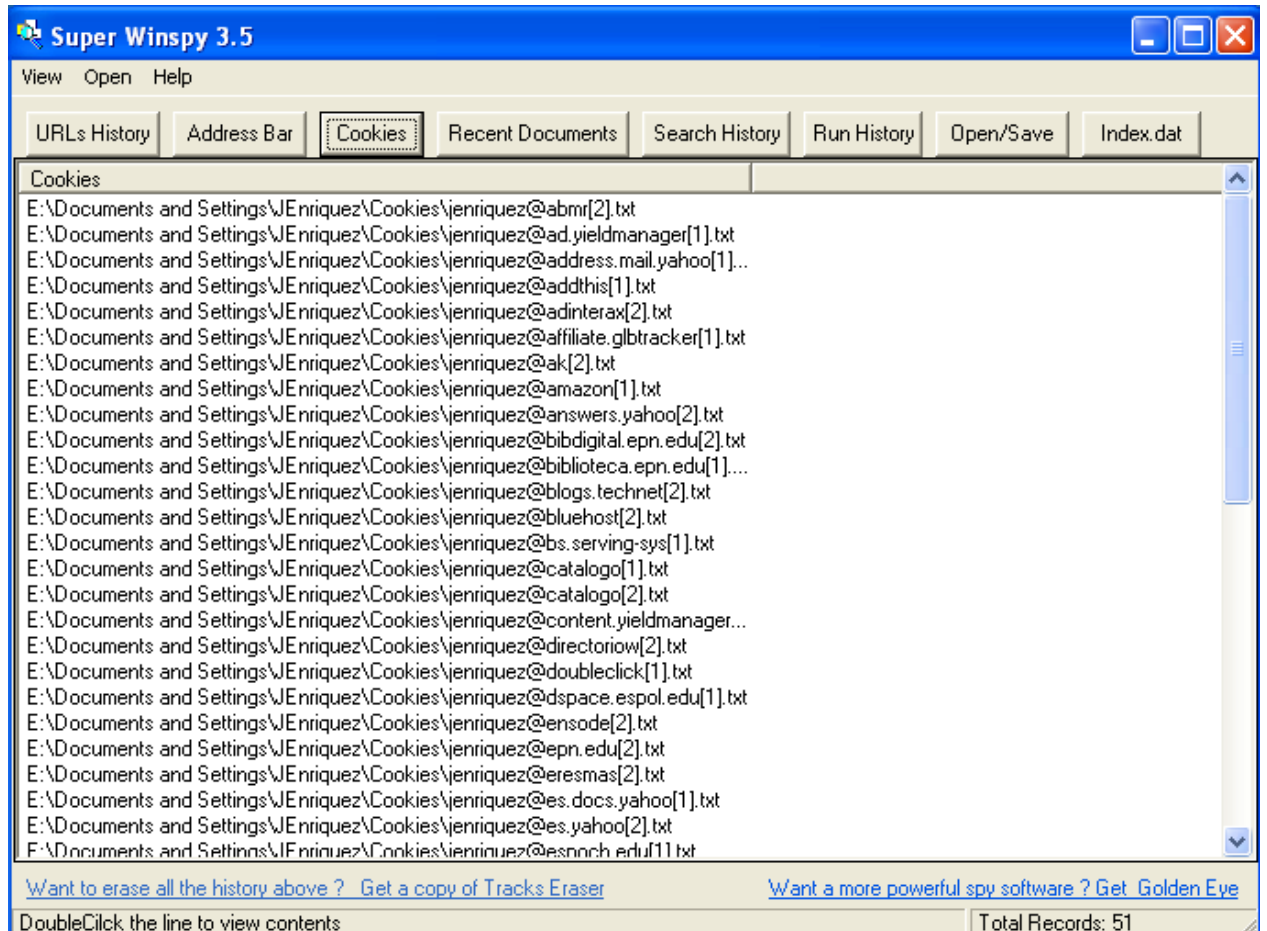 Super Winspy 3.5
View Open Help
URLs History Address Bar Cookies Recent Documents Search History Run History Open/Save Index.dat
Cookies
E:\Documents and Settings\JEnriquez\Cookies\jenriquez@abmr[2].txt
E:\Documents and Settings\JEnriquez\Cookies\jenriquez@ad.yieldmanager[1].txt
E:\Documents and Settings\JEnriquez\Cookies\jenriquez@address.mail.yahoo[1]...
E:\Documents and Settings\JEnriquez\Cookies\jenriquez@addthis[1].txt
E:\Documents and Settings\JEnriquez\Cookies\jenriquez@adinterax[2].txt
E:\Documents and Settings\JEnriquez\Cookies\jenriquez@affiliate.glbtracker[1].txt
E:\Documents and Settings\JEnriquez\Cookies\jenriquez@ak[2].txt
E:\Documents and Settings\JEnriquez\Cookies\jenriquez@amazon[1].txt
E:\Documents and Settings\JEnriquez\Cookies\jenriquez@answers.yahoo[2].txt
E:\Documents and Settings\JEnriquez\Cookies\jenriquez@bibdigital.epn.edu[2].txt
E:\Documents and Settings\JEnriquez\Cookies\jenriquez@biblioteca.epn.edu[1]....
E:\Documents and Settings\JEnriquez\Cookies\jenriquez@blogs.technet[2].txt
E:\Documents and Settings\JEnriquez\Cookies\jenriquez@bluehost[2].txt
E:\Documents and Settings\JEnriquez\Cookies\jenriquez@bs.serving-sys[1].txt
E:\Documents and Settings\JEnriquez\Cookies\jenriquez@catalogo[1].txt
E:\Documents and Settings\JEnriquez\Cookies\jenriquez@catalogo[2].txt
E:\Documents and Settings\JEnriquez\Cookies\jenriquez@content.yieldmanager...
E:\Documents and Settings\JEnriquez\Cookies\jenriquez@directoriow[2].txt
E:\Documents and Settings\JEnriquez\Cookies\jenriquez@doubleclick[1].txt
E:\Documents and Settings\JEnriquez\Cookies\jenriquez@dspace.espol.edu[1].txt
E:\Documents and Settings\JEnriquez\Cookies\jenriquez@ensode[2].txt
E:\Documents and Settings\JEnriquez\Cookies\jenriquez@epn.edu[2].txt
E:\Documents and Settings\JEnriquez\Cookies\jenriquez@eresmas[2].txt
E:\Documents and Settings\JEnriquez\Cookies\jenriquez@es.docs.yahoo[1].txt
E:\Documents and Settings\JEnriquez\Cookies\jenriquez@es.yahoo[2].txt
E:\Documents and Settings\JEnriquez\Cookies\jenriquez@espoch.edu[1].txt
Want to erase all the history above ? Get a copy of Tracks Eraser Want a more powerful spy software ? Get Golden Eye
DoubleCilck the line to view contents Total Records: 51